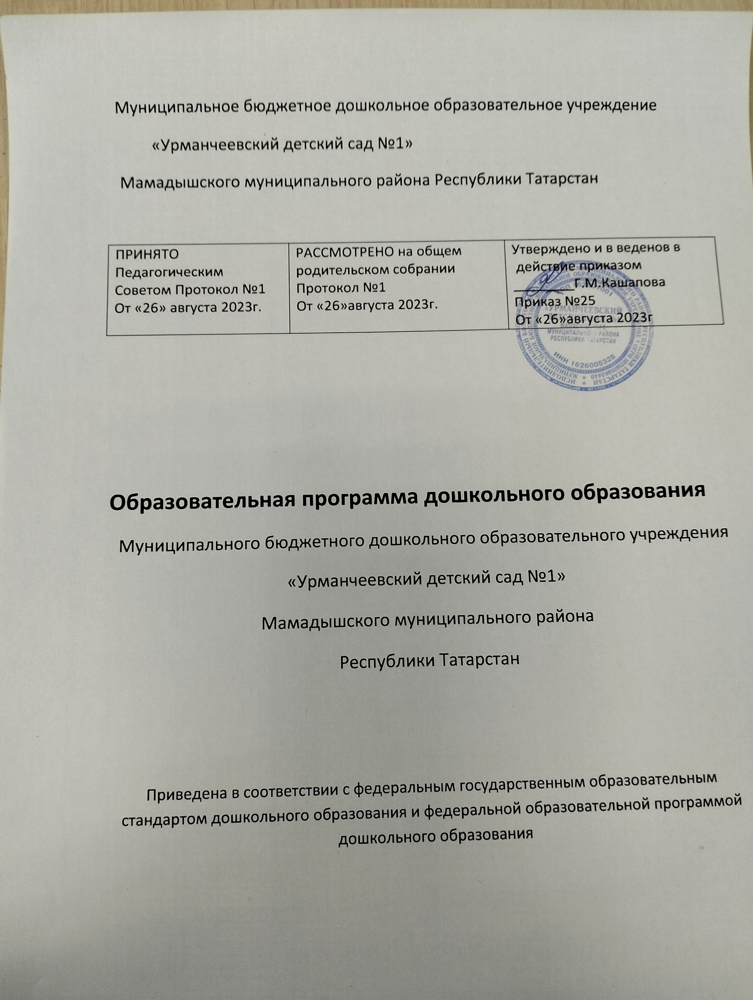 Муниципальное бюджетное дошкольное образовательное учреждение
«Урманчеевский детский сад №1»
Мамадышского муниципального района Республики Татарстан
ПРИНЯТО
Педагогическим
Советом Протокол №1
От «26» августа 2023г.
РАССМОТРЕНО на общем
родительском собрании
Протокол №1
От «26»августа 2023г.
Утверждено и в веденов в
действие приказом
________Г.М.Кашапова
Приказ №25
От «26»августа 2023г
«УРМАНЧЕЕВСКИЙ
МУНИЦИПАЛЬНОГО РАЙОНА
РЕСПУБЛИКИ ТАТАРСТАН
ИНН 1626005328
Образовательная программа дошкольного образования
Муниципального бюджетного дошкольного образовательного учреждения
«Урманчеевский детский сад №1»
Мамадышского муниципального района
Республики Татарстан
Приведена в соответствии с федеральным государственным образовательным
стандартом дошкольного образования и федеральной образовательной программой
дошкольного образования